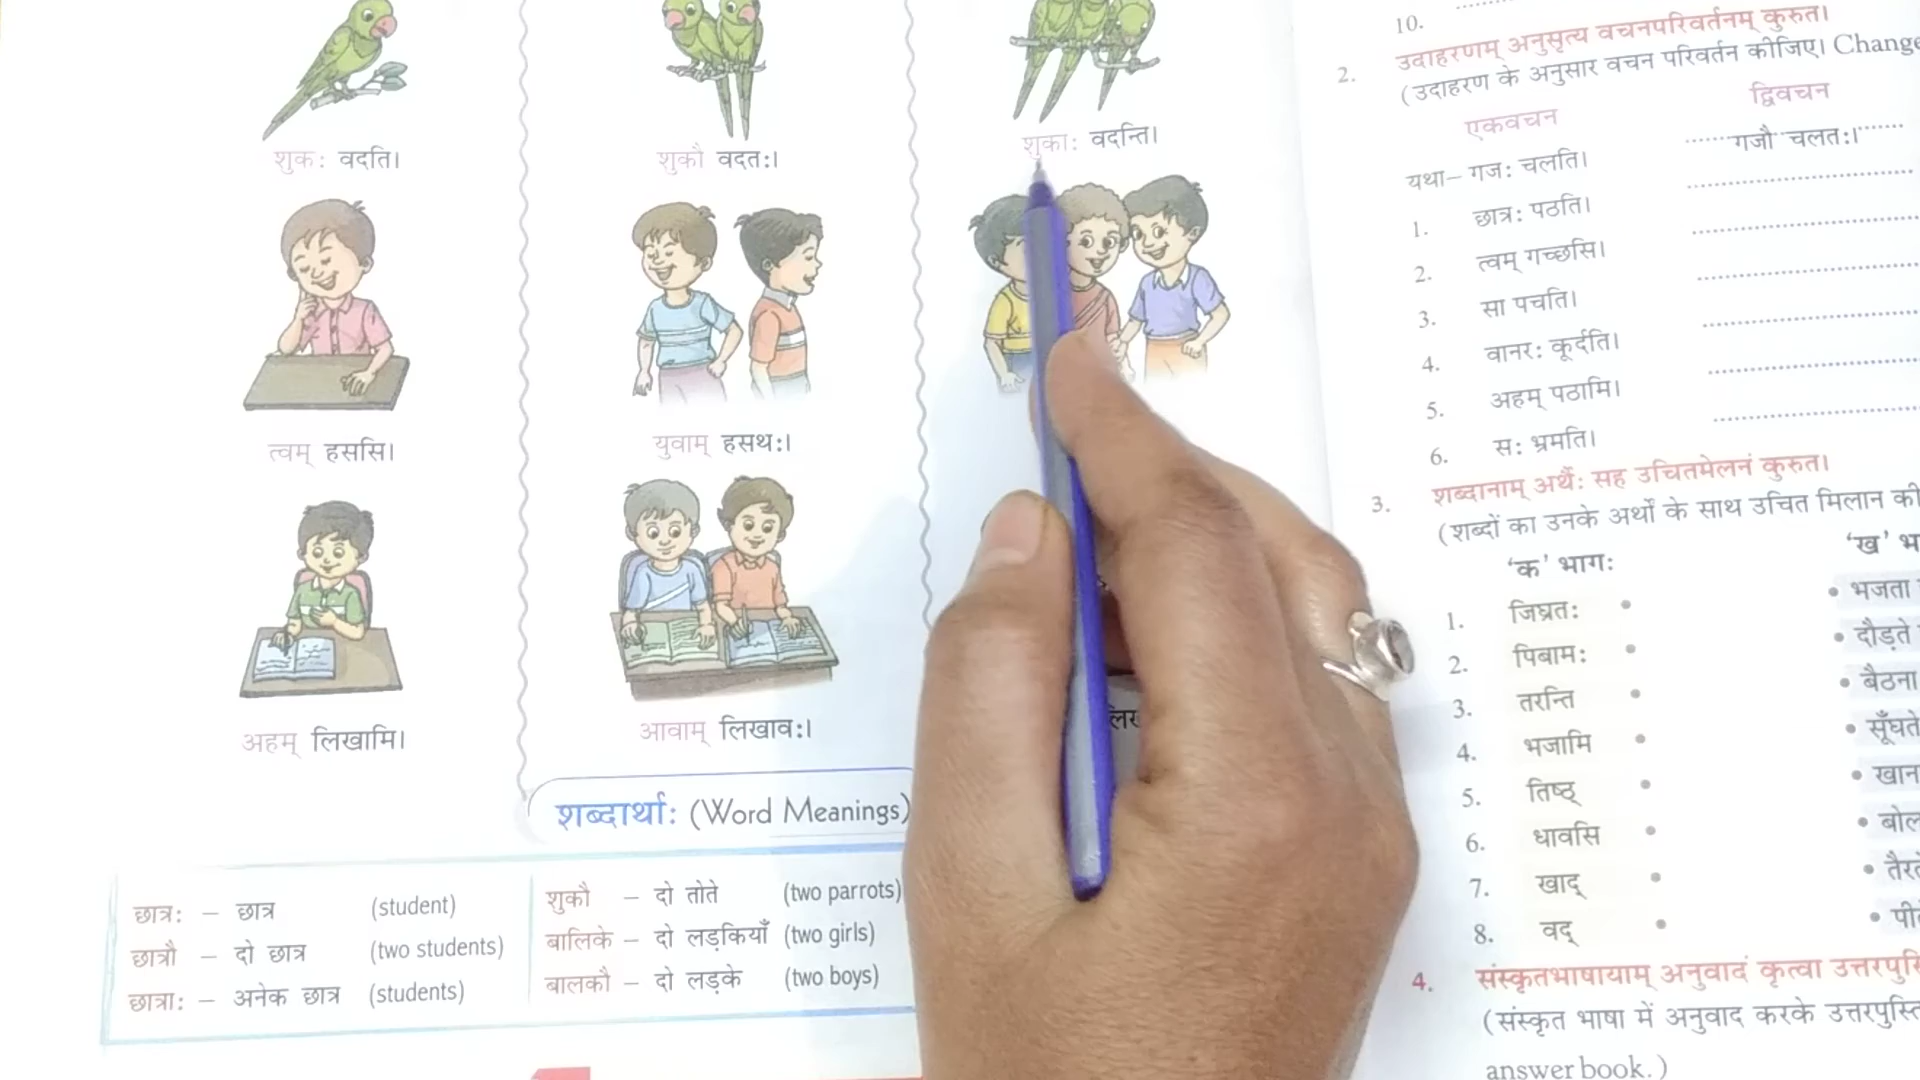 शुक: वदति।
शुकौ वदत:।
शुका: वदन्ति।
त्वम् हससि।
युवाम् हसथ:।
अहम् लिखामि।
आवाम् लिखाव:।
शब्दार्था: (Word Meanings)
छात्र: – छात्र (student)
छात्रौ – दो छात्र (two students)
छात्रा: – अनेक छात्र (students)
शुकौ – दो तोते (two parrots)
बालिके – दो लड़कियाँ (two girls)
बालकौ – दो लड़के (two boys)
10.
2. उदाहरणम् अनुसृत्य वचनपरिवर्तनम् कुरुत।
(उदाहरण के अनुसार वचन परिवर्तन कीजिए। Change
एकवचन द्विवचन
यथा– गज: चलति। गजौ चलत:।
1. छात्र: पठति।
2. त्वम् गच्छसि।
3. सा पचति।
4. वानर: कूर्दति।
5. अहम् पठामि।
6. स: भ्रमति।
3. शब्दानाम् अर्थै: सह उचितमेलनं कुरुत।
(शब्दों का उनके अर्थों के साथ उचित मिलान की
'क' भाग: 'ख' भ
1. जिघ्रत: • • भजता
2. पिबाम: • • दौड़ते
3. तरन्ति • • बैठना
4. भजामि • • सूँघते
5. तिष्ठ् • • खान
6. धावसि • • बोल
7. खाद् • • तैरत
8. वद् • • पी
4. संस्कृतभाषायाम् अनुवादं कृत्वा उत्तरपुस्ति
(संस्कृत भाषा में अनुवाद करके उत्तरपुस्ति
answer book.)